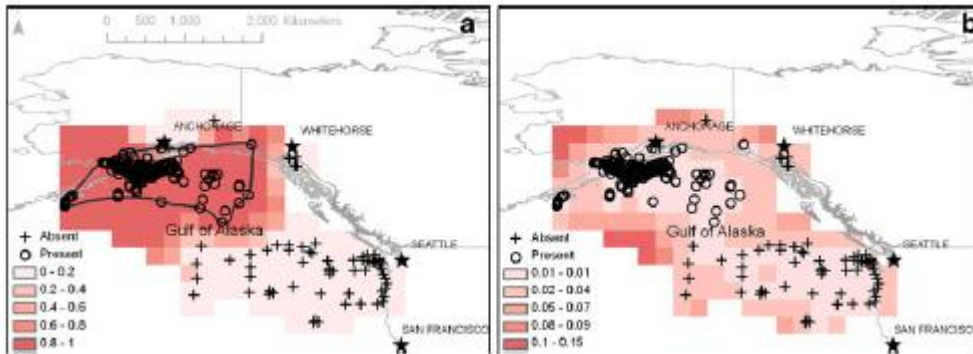 0 500 1,000 2,000 Kilometers
a
ANCHORAGE
WHITEHORSE
Gulf of Alaska
Absent
Present
0 - 0.2
0.2 - 0.4
0.4 - 0.6
0.6 - 0.8
0.8 - 1
SEATTLE
SAN FRANCISCO
b
ANCHORAGE
WHITEHORSE
Gulf of Alaska
Absent
Present
0.01 - 0.01
0.02 - 0.04
0.05 - 0.07
0.08 - 0.09
0.1 - 0.15
SEATTLE
SAN FRANCISCO